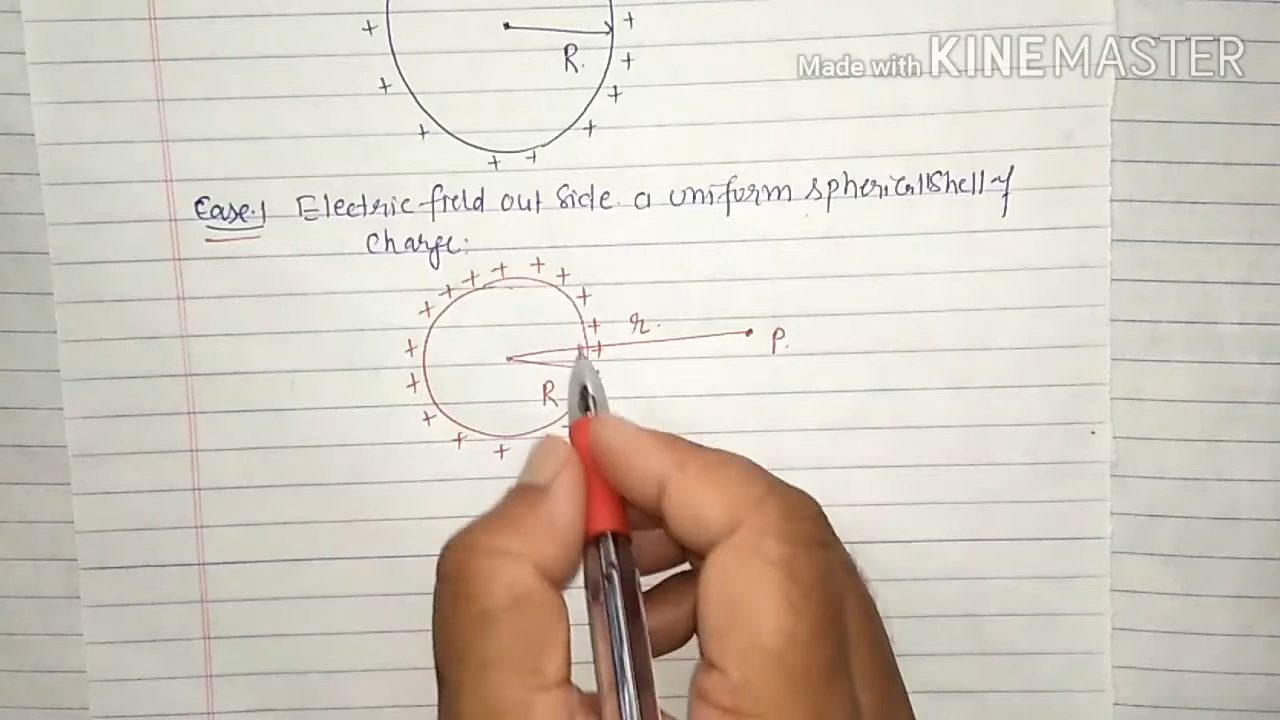 + +
R.
Made with KINEMASTER
+ +
+ +
+ +
+ +
Case.1 Electric field out side a uniform spherical shell of
charge:
+ + + + + +
+ +
+ r.
+ + P.
+ R
+
+
+